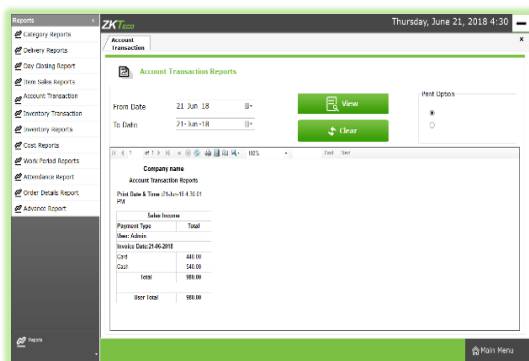 Reports
Category Reports
Delivery Reports
Day Closing Report
Item Sales Report
Account Transaction
Inventory Transaction
Inventory Reports
Cost Reports
Work Period Reports
Attendance Report
Order Details Report
Advance Report
Reports
ZKTeco
Thursday, June 21, 2018 4:30
Account
Transaction
x
Account Transaction Reports
From Date
21 Jun 18
To Date
21-Jun-18
View
Clear
Print Option
1
of 1
100%
Find
Next
Company name
Account Transaction Reports
Print Date & Time :21-Jun-18 4:30:01
PM
Sales Income
Payment Type Total
User: Admin
Invoice Date:21-06-2018
Card 440.00
Cash 540.00
Total 980.00
User Total 980.00
Main Menu